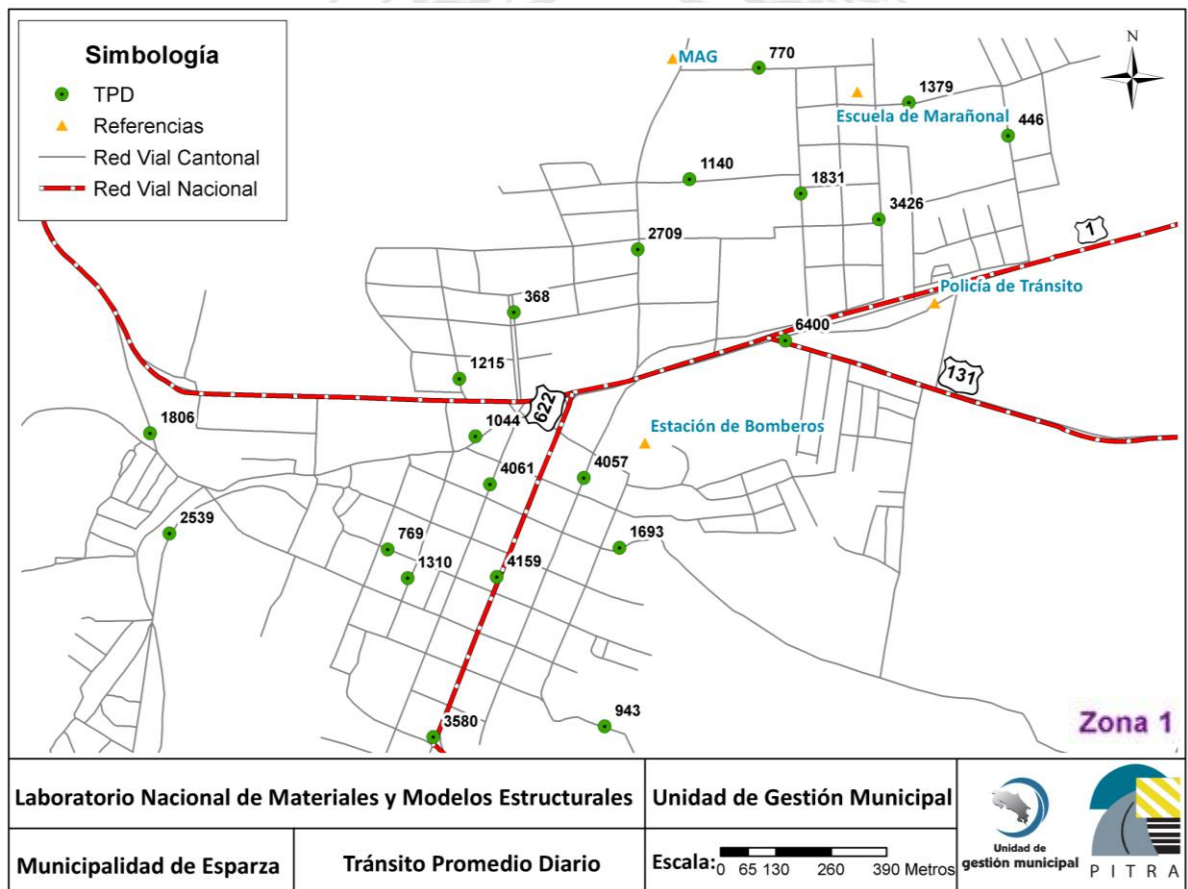 Simbología
TPD
Referencias
Red Vial Cantonal
Red Vial Nacional
N
MAG
770
1379
Escuela de Marañonal
446
1140
1831
3426
2709
1
Policía de Tránsito
368
6400
1215
131
622
1806
1044
Estación de Bomberos
4061
4057
2539
769
1693
1310
4159
943
3580
Zona 1
Laboratorio Nacional de Materiales y Modelos Estructurales
Unidad de Gestión Municipal
Municipalidad de Esparza
Tránsito Promedio Diario
Escala:
0 65 130 260 390 Metros
Unidad de
gestión municipal
PITRA